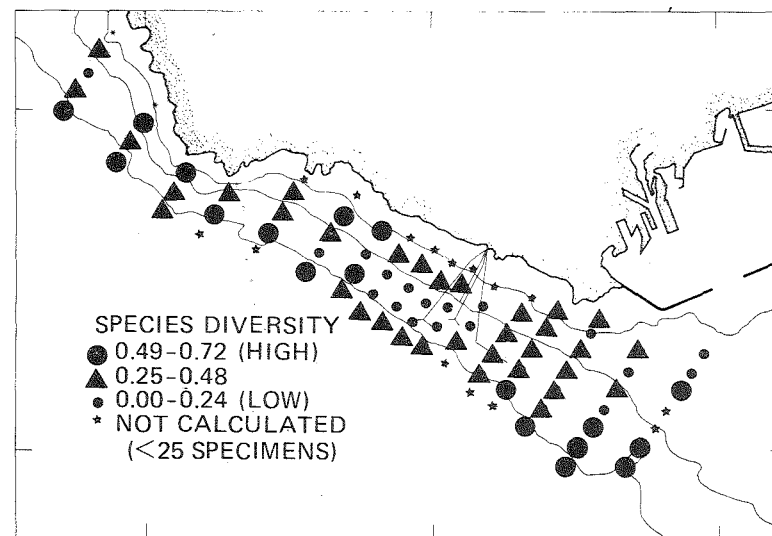 SPECIES DIVERSITY
0.49-0.72 (HIGH)
0.25-0.48
0.00-0.24 (LOW)
NOT CALCULATED
(<25 SPECIMENS)